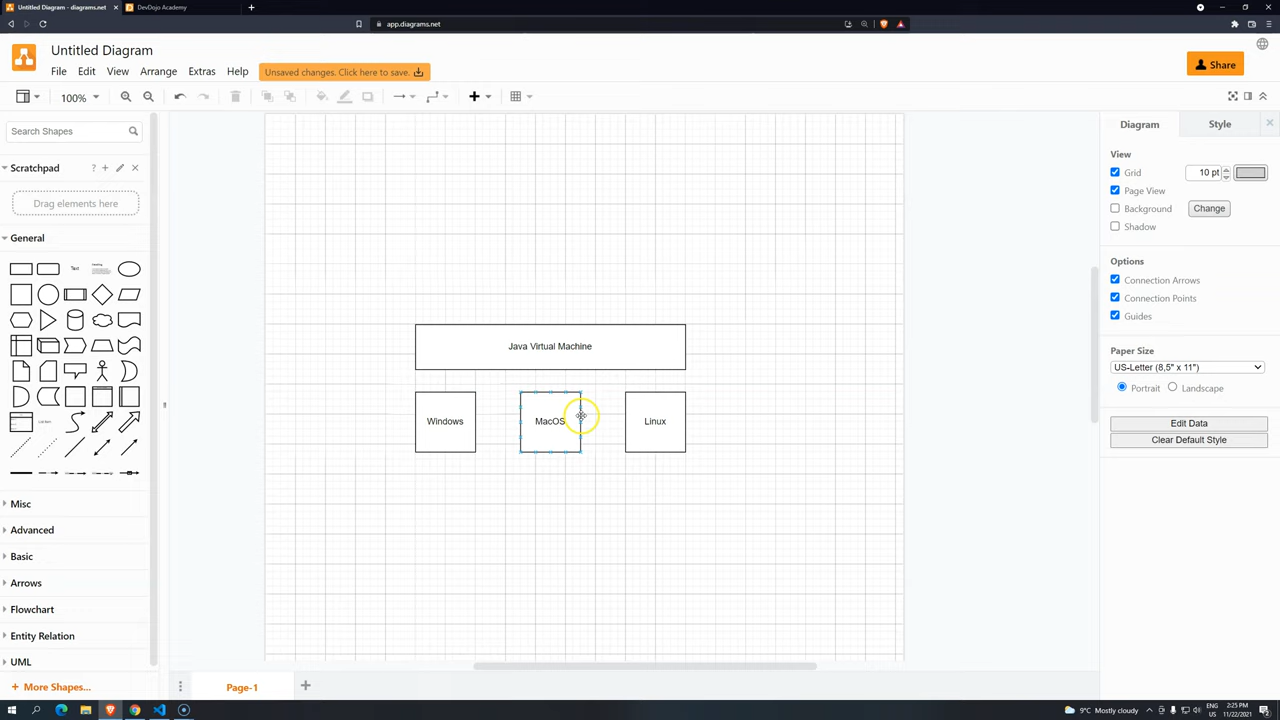 Untitled Diagram - diagrams.net
DevDojo Academy
app.diagrams.net
Untitled Diagram
File Edit View Arrange Extras Help
Unsaved changes. Click here to save.
Share
100%
Search Shapes
Scratchpad
Drag elements here
General
Text
Misc
Advanced
Basic
Arrows
Flowchart
Entity Relation
UML
+ More Shapes...
Java Virtual Machine
Windows MacOS Linux
Page-1
Diagram Style
View
Grid 10 pt
Page View
Background Change
Shadow
Options
Connection Arrows
Connection Points
Guides
Paper Size
US-Letter (8,5" x 11")
Portrait Landscape
Edit Data
Clear Default Style
9°C Mostly cloudy
ENG
US
2:25 PM
11/22/2021